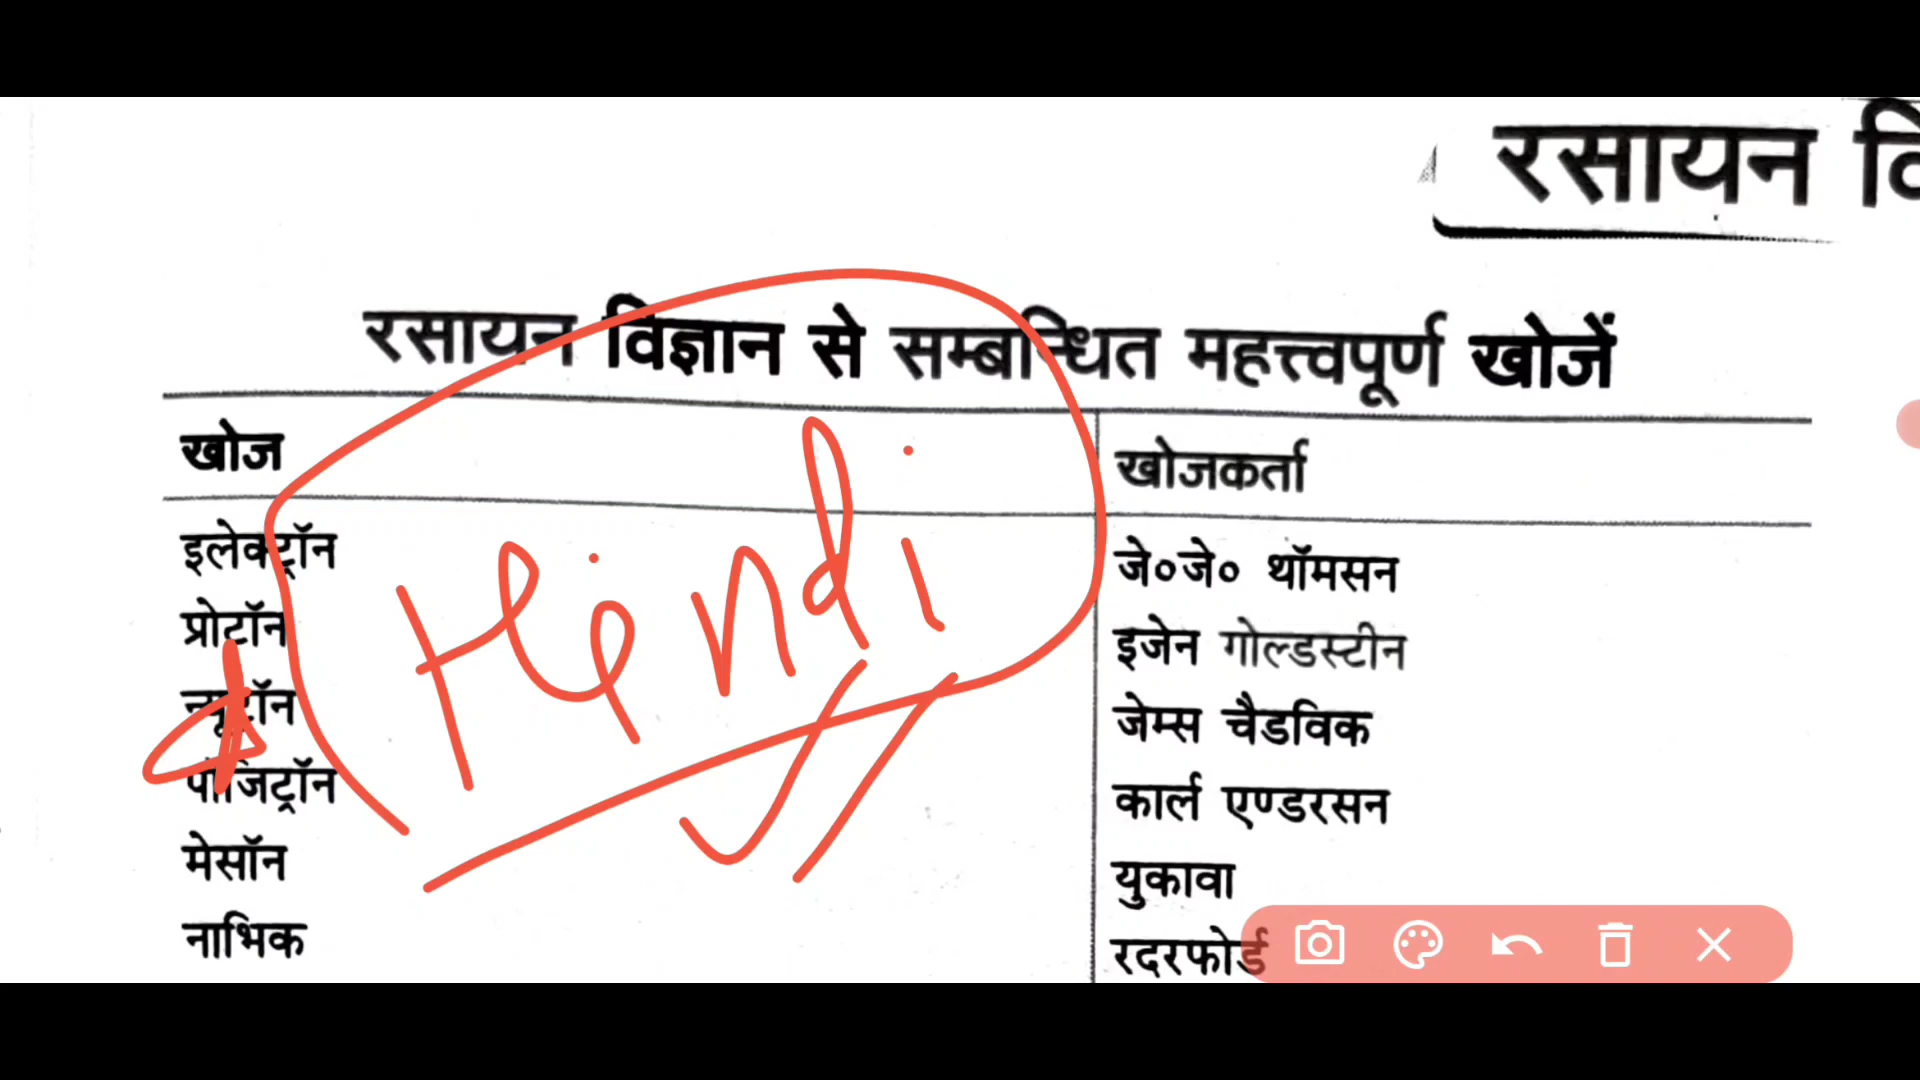 रसायन वि
रसायन विज्ञान से सम्बन्धित महत्त्वपूर्ण खोजें
खोज खोजकर्ता
इलेक्ट्रॉन जे०जे० थॉमसन
प्रोटॉन इजेन गोल्डस्टीन
न्यूट्रॉन जेम्स चैडविक
पॉजिट्रॉन कार्ल एण्डरसन
मेसॉन युकावा
नाभिक रदरफोर्ड
Hindi